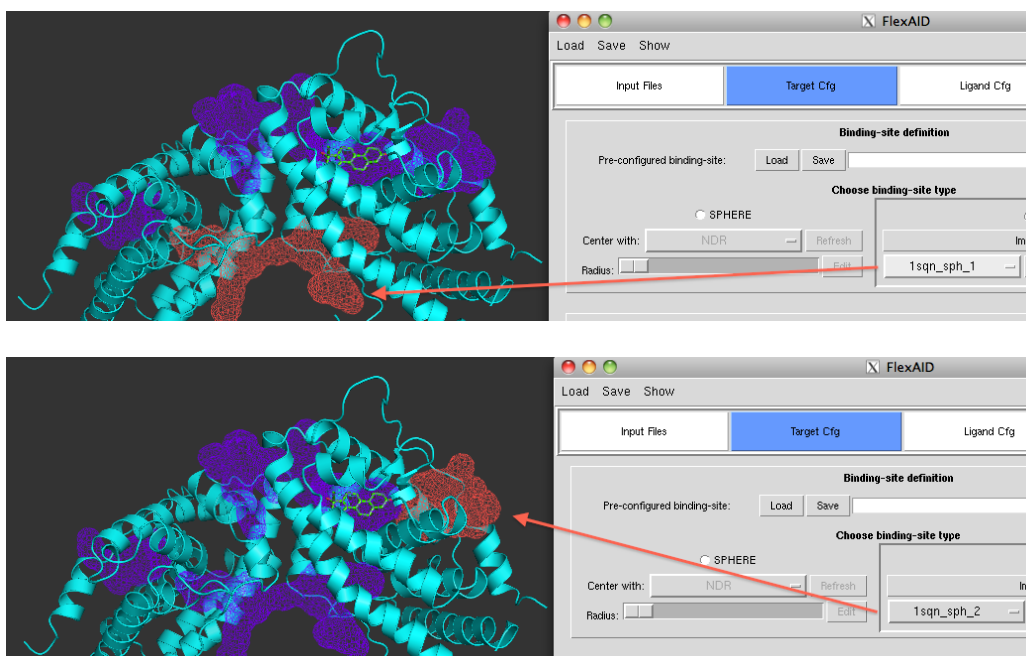 X FlexAID
Load Save Show
Input Files Target Cfg Ligand Cfg
Binding-site definition
Pre-configured binding-site: Load Save
Choose binding-site type
SPHERE
Center with: NDR Refresh Im
Radius: Edit 1sqn_sph_1
X FlexAID
Load Save Show
Input Files Target Cfg Ligand Cfg
Binding-site definition
Pre-configured binding-site: Load Save
Choose binding-site type
SPHERE
Center with: NDR Refresh
Radius: Edit 1sqn_sph_2